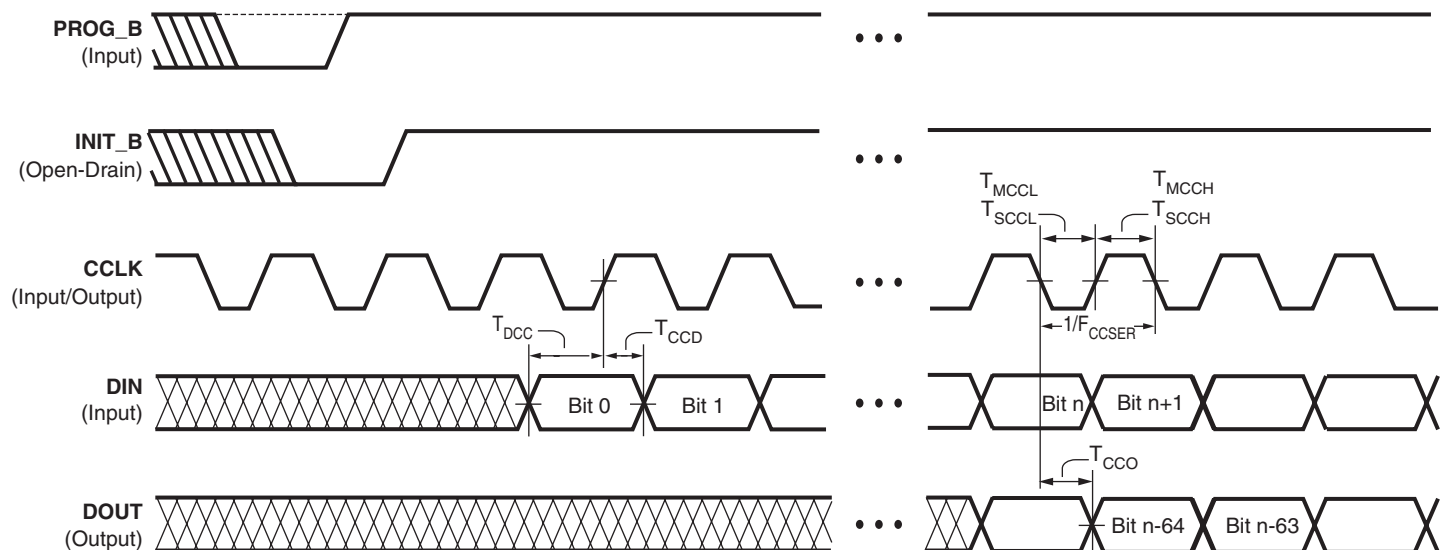 PROG_B
(Input)
INIT_B
(Open-Drain)
T_MCCL
T_SCCL
T_MCCH
T_SCCH
CCLK
(Input/Output)
1/F_CCSER
T_DCC
T_CCD
DIN
(Input)
Bit 0
Bit 1
Bit n
Bit n+1
T_CCO
DOUT
(Output)
Bit n-64
Bit n-63